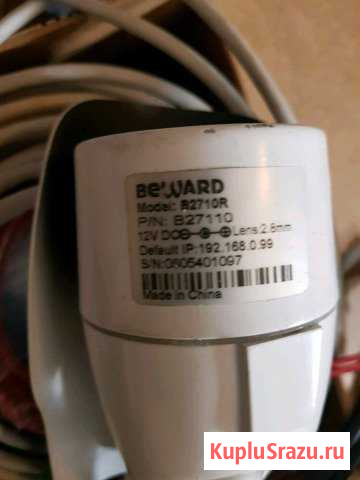 BEWARD
Model: B2710R
P/N: B27110
12V DC Lens:2.8mm
Default IP:192.168.0.99
S/N:0605401097
Made in China
KupluSrazu.ru